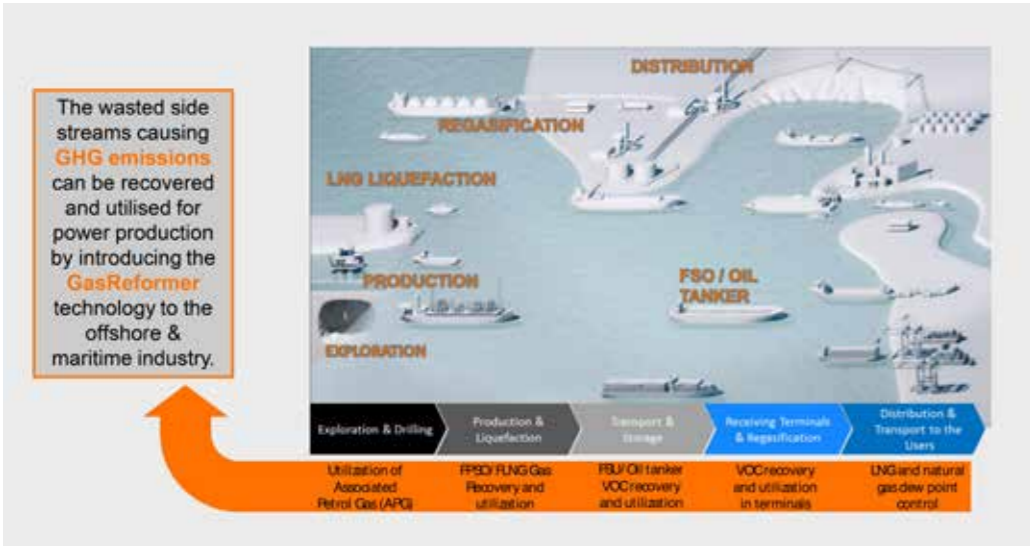 The wasted side
streams causing
GHG emissions
can be recovered
and utilised for
power production
by introducing the
GasReformer
technology to the
offshore &
maritime industry.
DISTRIBUTION
REGASIFICATION
LNG LIQUEFACTION
PRODUCTION
FSO / OIL
TANKER
EXPLORATION
Exploration & Drilling
Production &
Liquefaction
Transport &
Storage
Receiving Terminals
& Regasification
Distribution &
Transport to the
Users
Utilization of
Associated
Petrol Gas (APG)
FPSO/ FLNG Gas
Recovery and
utilization
FSU/ Oil tanker
VOC recovery
and utilization
VOC recovery
and utilization
in terminals
LNG and natural
gas dew point
control